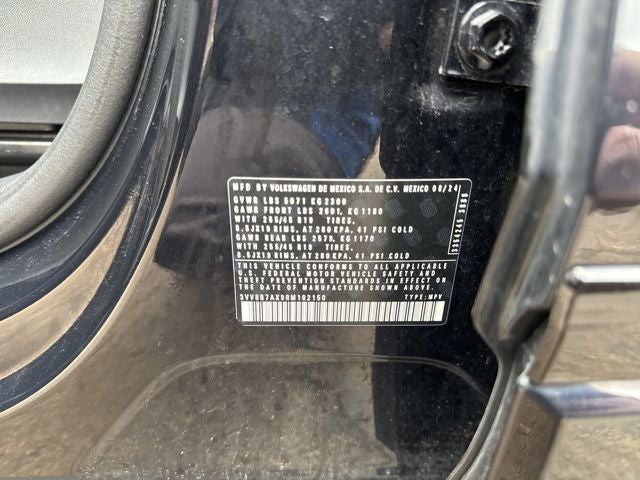 MFD BY VOLKSWAGEN DE MEXICO S.A. DE C.V. MEXICO 08/24
GVWR LBS 5071 KG 2300
GAWR FRONT LBS 2601, KG 1180
WITH 255/40 R19 TIRES.
8.5JX19 RIMS, AT 280 KPA, 41 PSI COLD
GAWR REAR LBS 2579, KG 1170
WITH 255/40 R19 TIRES.
8.5JX19 RIMS, AT 280 KPA, 41 PSI COLD
THIS VEHICLE CONFORMS TO ALL APPLICABLE
U.S. FEDERAL MOTOR VEHICLE SAFETY AND
THEFT PREVENTION STANDARDS IN EFFECT ON
THE DATE OF MANUFACTURE SHOWN ABOVE.
3VV8B7AX9RM182150 TYPE: MPV